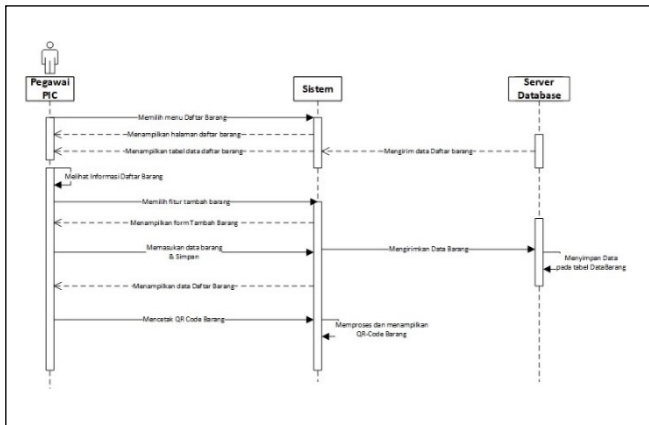 Pegawai
PIC
Sistem
Server
Database
Memilih menu Daftar Barang
Menampilkan halaman daftar barang
Menampilkan tabel data daftar barang
Mengirim data Daftar barang
Melihat Informasi Daftar Barang
Memilih fitur tambah barang
Menampilkan form Tambah Barang
Memasukan data barang
& Simpan
Mengirimkan Data Barang
Menyimpan Data
pada tabel DataBarang
Menampilkan data Daftar Barang
Mencetak QR Code Barang
Memproses dan menampilkan
QR-Code Barang